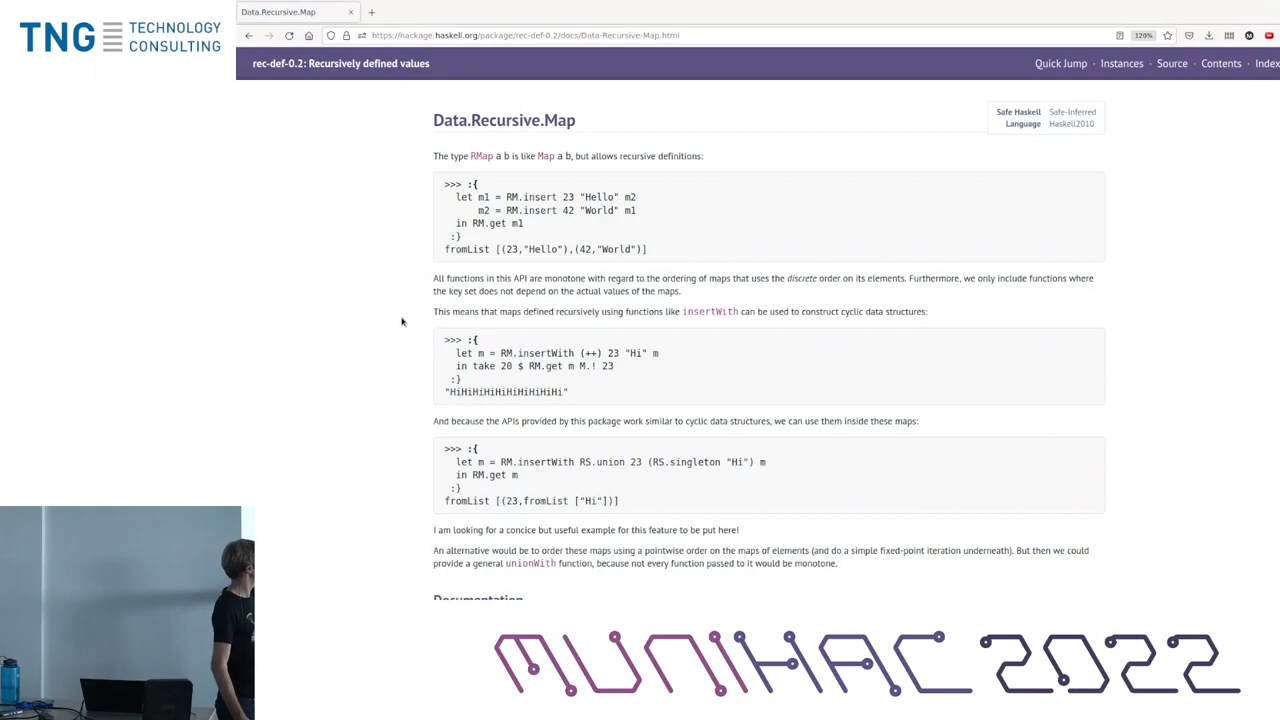 TNG TECHNOLOGY
CONSULTING
Data.Recursive.Map × +
https://hackage.haskell.org/package/rec-def-0.2/docs/Data-Recursive-Map.html 120%
rec-def-0.2: Recursively defined values Quick Jump · Instances · Source · Contents · Index
Data.Recursive.Map
Safe Haskell Safe-Inferred
Language Haskell2010
The type RMap a b is like Map a b, but allows recursive definitions:
>>> :{
let m1 = RM.insert 23 "Hello" m2
m2 = RM.insert 42 "World" m1
in RM.get m1
:}
fromList [(23,"Hello"),(42,"World")]
All functions in this API are monotone with regard to the ordering of maps that uses the discrete order on its elements. Furthermore, we only include functions where
the key set does not depend on the actual values of the maps.
This means that maps defined recursively using functions like insertWith can be used to construct cyclic data structures:
>>> :{
let m = RM.insertWith (++) 23 "Hi" m
in take 20 $ RM.get m M.! 23
:}
"HiHiHiHiHiHiHiHiHiHi"
And because the APIs provided by this package work similar to cyclic data structures, we can use them inside these maps:
>>> :{
let m = RM.insertWith RS.union 23 (RS.singleton "Hi") m
in RM.get m
:}
fromList [(23,fromList ["Hi"])]
I am looking for a concice but useful example for this feature to be put here!
An alternative would be to order these maps using a pointwise order on the maps of elements (and do a simple fixed-point iteration underneath). But then we could
provide a general unionWith function, because not every function passed to it would be monotone.
Documentation
MUNIHAC 2022